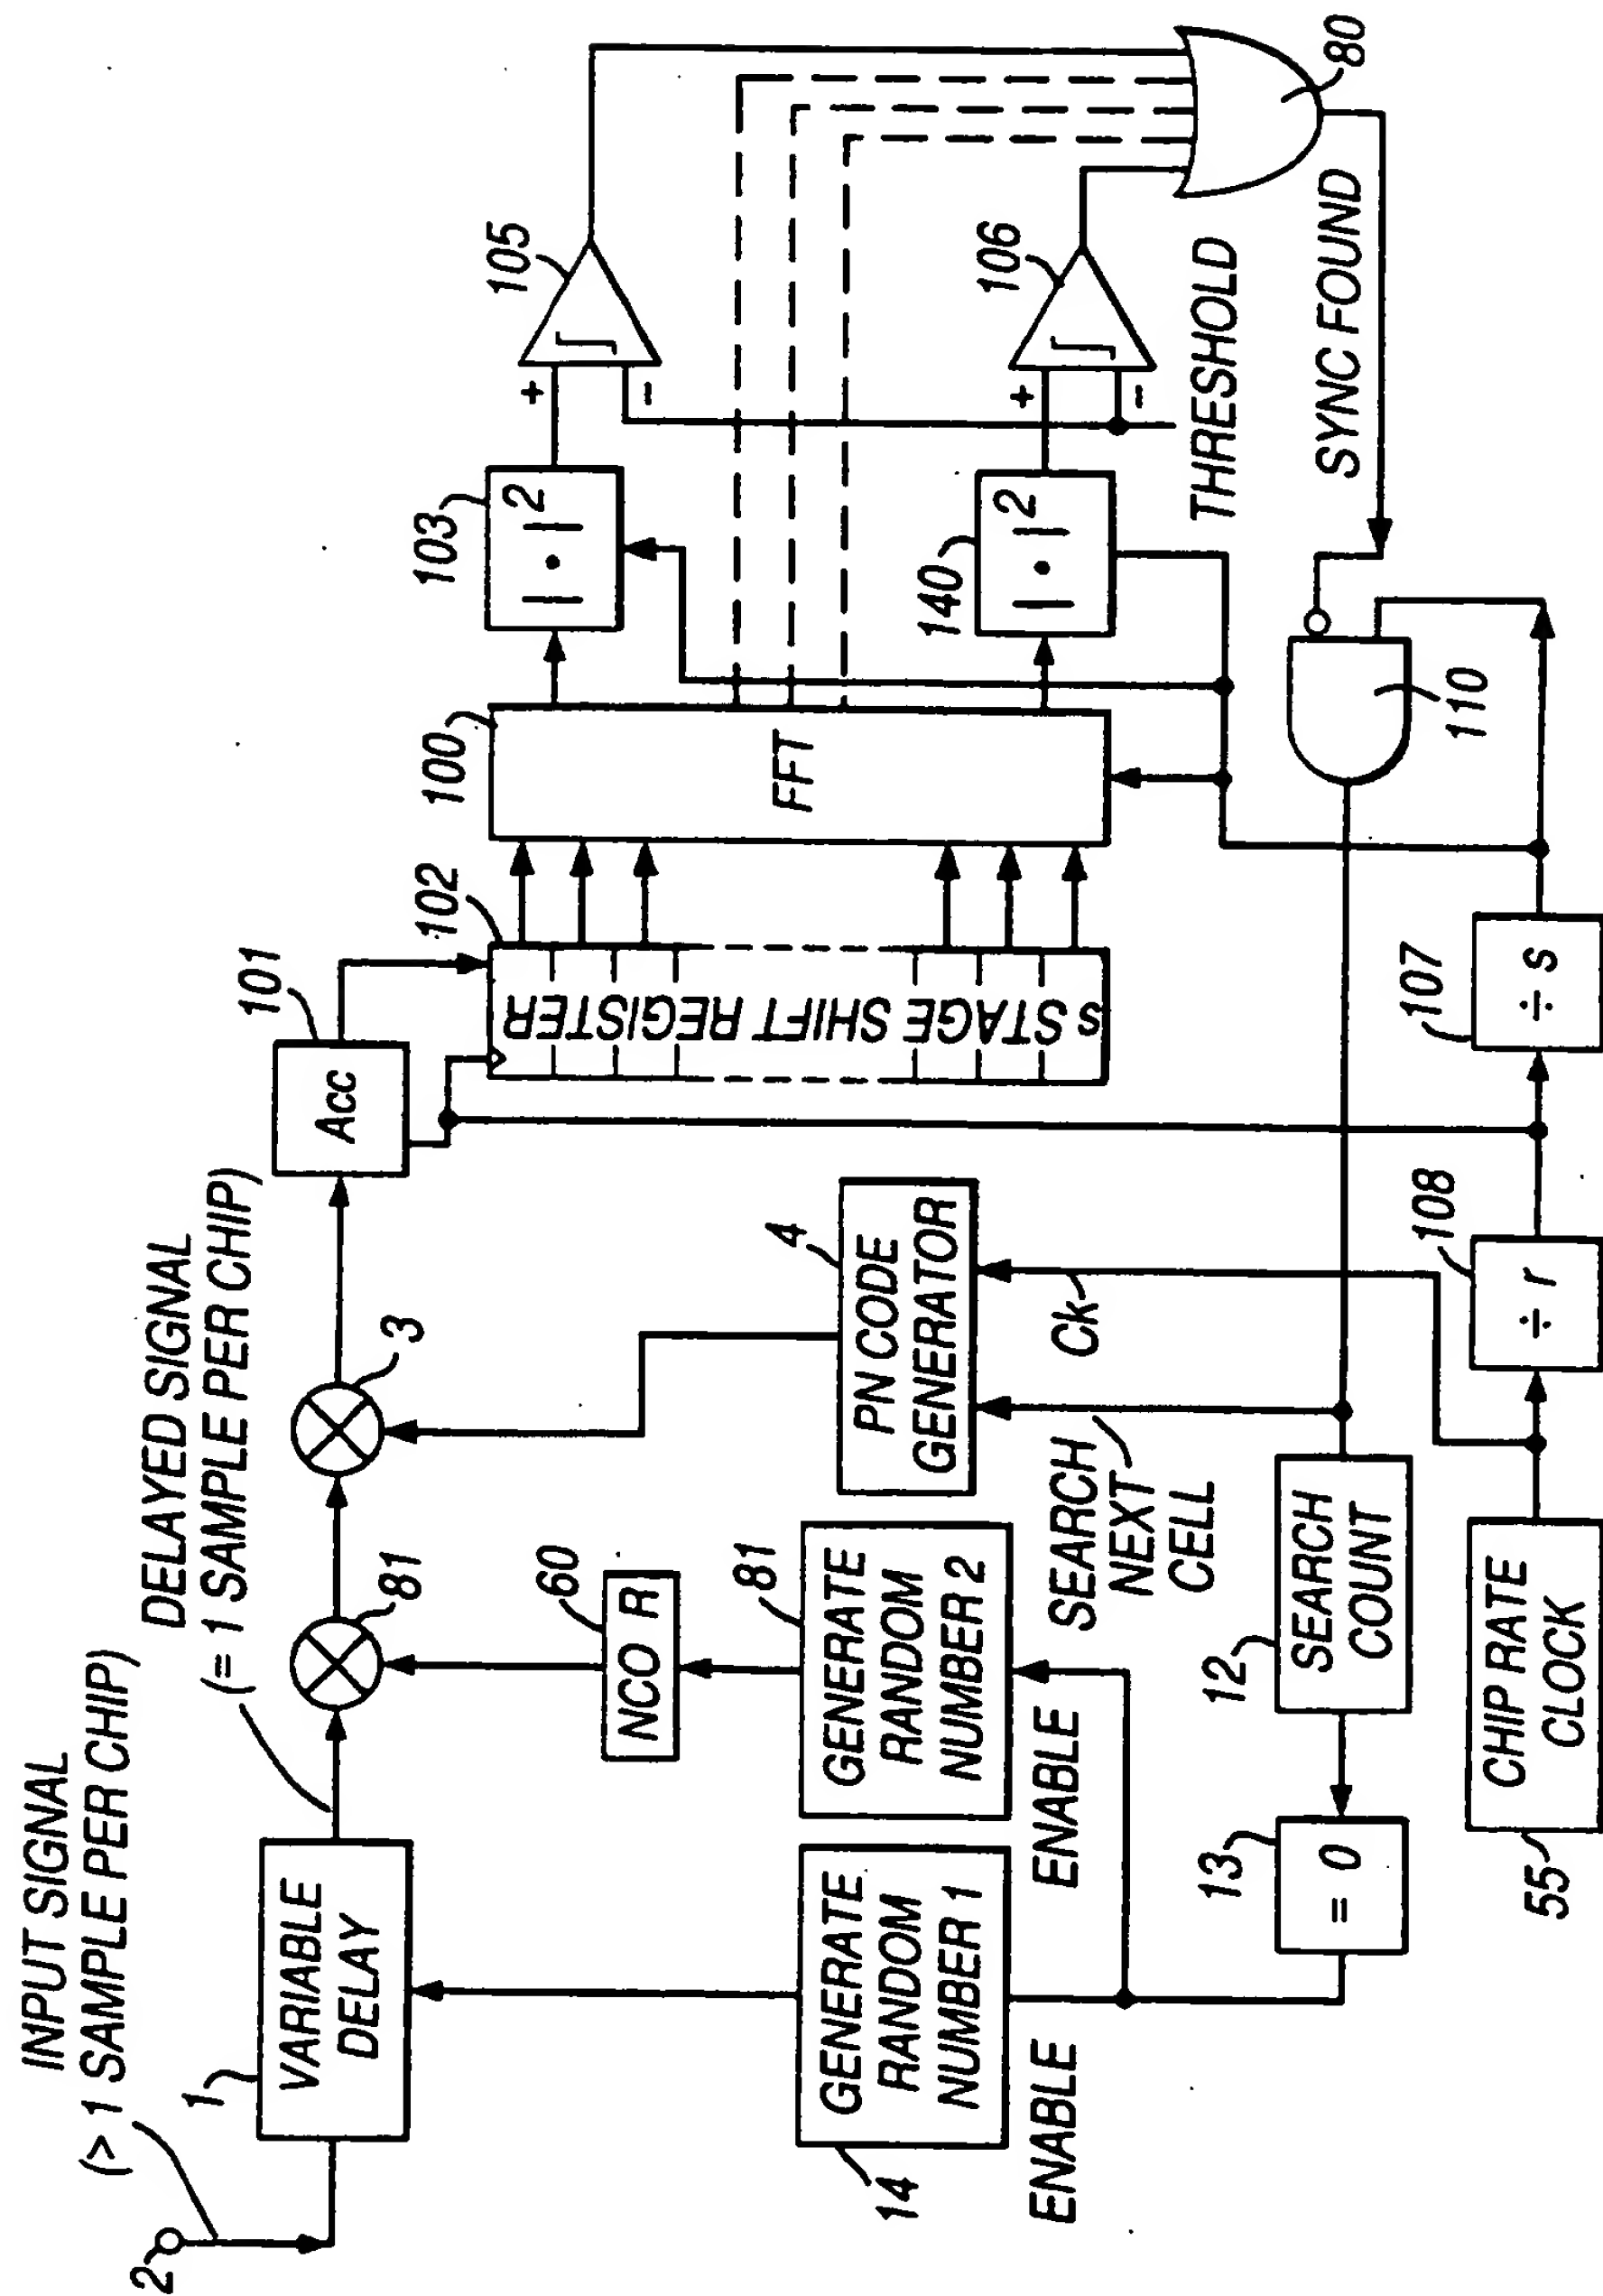 INPUT SIGNAL
(> 1 SAMPLE PER CHIP)
DELAYED SIGNAL
(= 1 SAMPLE PER CHIP)
2
1
VARIABLE
DELAY
81
3
101
Acc
102
s STAGE SHIFT REGISTER
100
FFT
103
| • |²
105
+
-
140
| • |²
106
+
-
THRESHOLD
80
SYNC FOUND
14
GENERATE
RANDOM
NUMBER 1
ENABLE
81
GENERATE
RANDOM
NUMBER 2
ENABLE
60
NCO R
4
PN CODE
GENERATOR
SEARCH
NEXT
CELL
Ck
110
13
= 0
12
SEARCH
COUNT
55
CHIP RATE
CLOCK
108
÷ r
107
÷ s